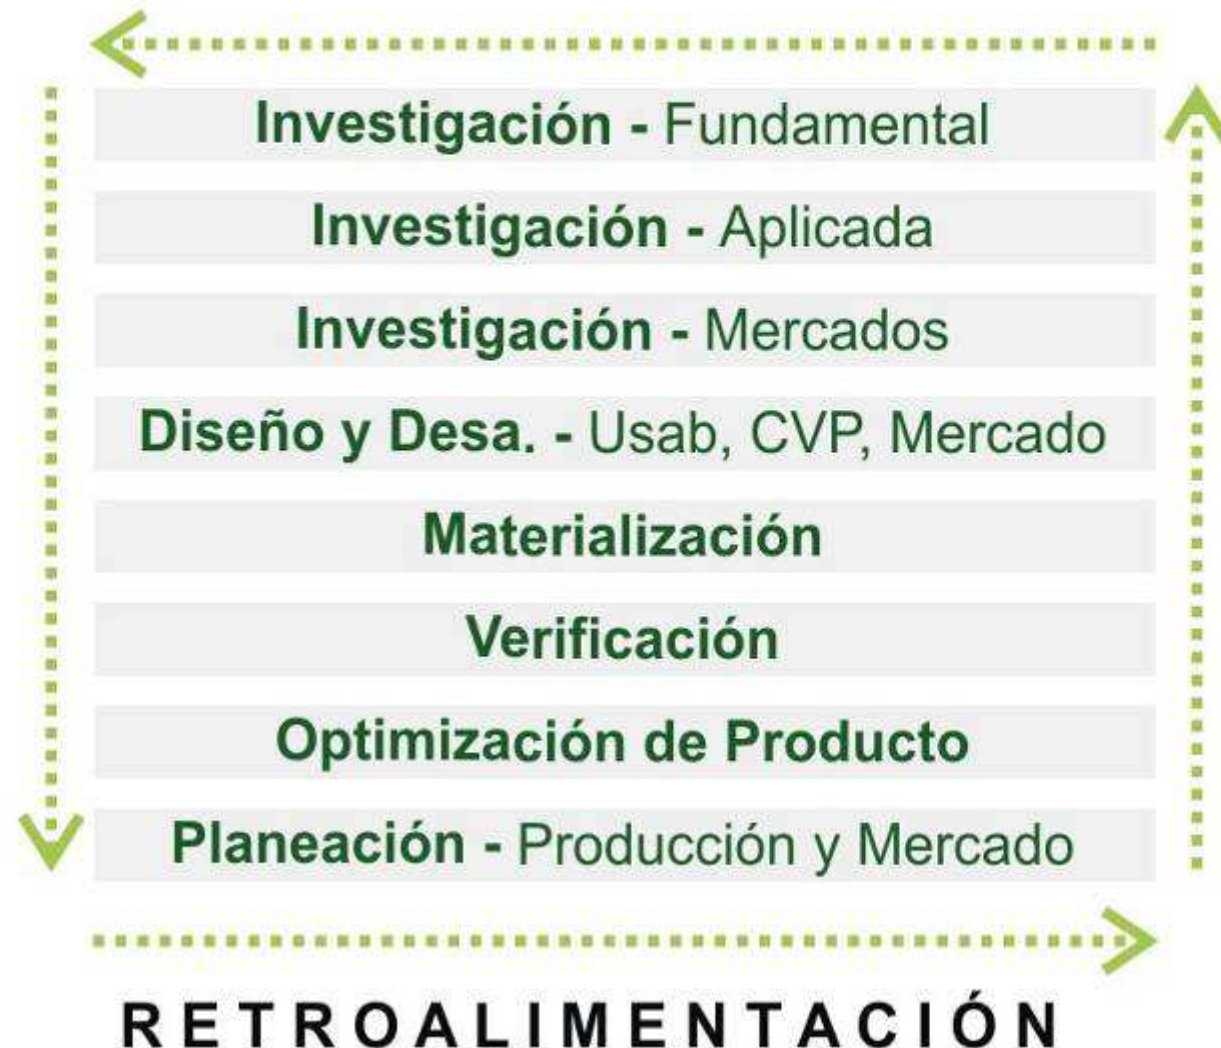 Investigación - Fundamental
Investigación - Aplicada
Investigación - Mercados
Diseño y Desa. - Usab, CVP, Mercado
Materialización
Verificación
Optimización de Producto
Planeación - Producción y Mercado
RETROALIMENTACIÓN